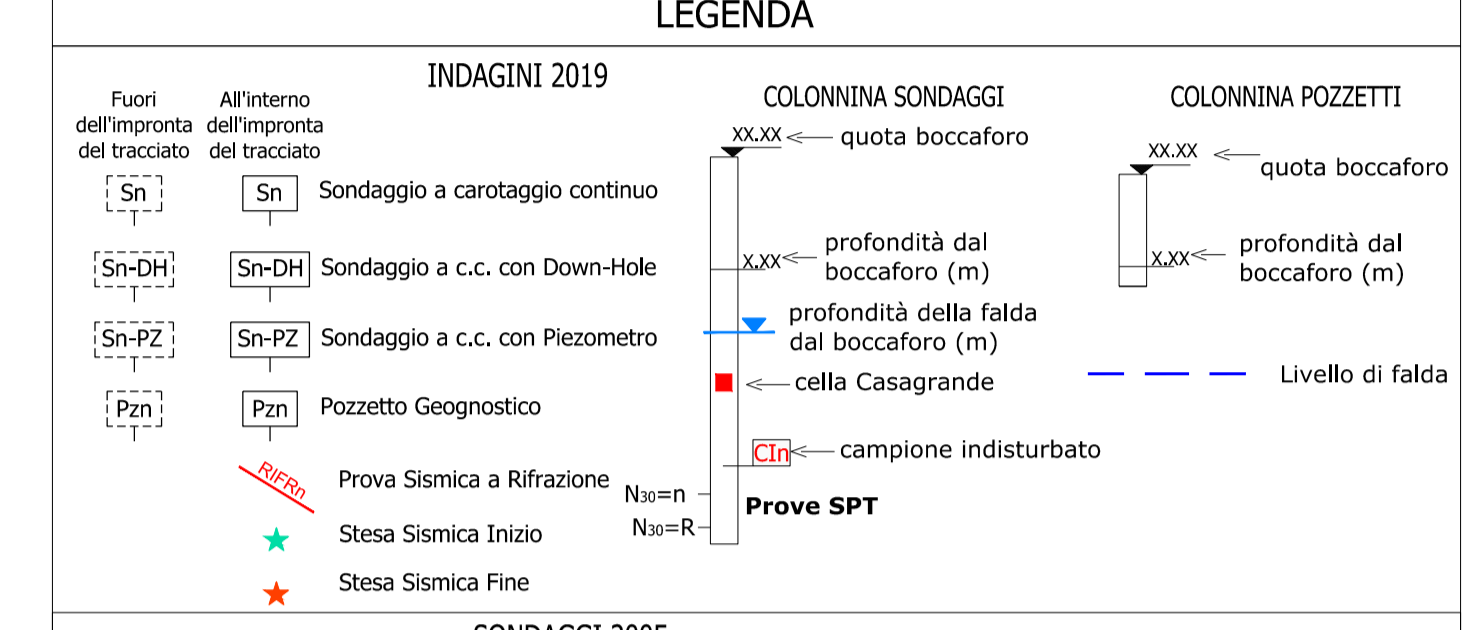 LEGENDA
INDAGINI 2019
Fuori
dell'impronta
del tracciato
All'interno
dell'impronta
del tracciato
Sn
Sn
Sondaggio a carotaggio continuo
Sn-DH
Sn-DH
Sondaggio a c.c. con Down-Hole
Sn-PZ
Sn-PZ
Sondaggio a c.c. con Piezometro
Pzn
Pzn
Pozzetto Geognostico
RIFRn
Prova Sismica a Rifrazione
Stesa Sismica Inizio
Stesa Sismica Fine
COLONNINA SONDAGGI
XX.XX
quota boccaforo
X.XX
profondità dal
boccaforo (m)
profondità della falda
dal boccaforo (m)
cella Casagrande
CIn
campione indisturbato
N30=n
Prove SPT
N30=R
COLONNINA POZZETTI
XX.XX
quota boccaforo
X.XX
profondità dal
boccaforo (m)
Livello di falda
SONDAGGI 2005